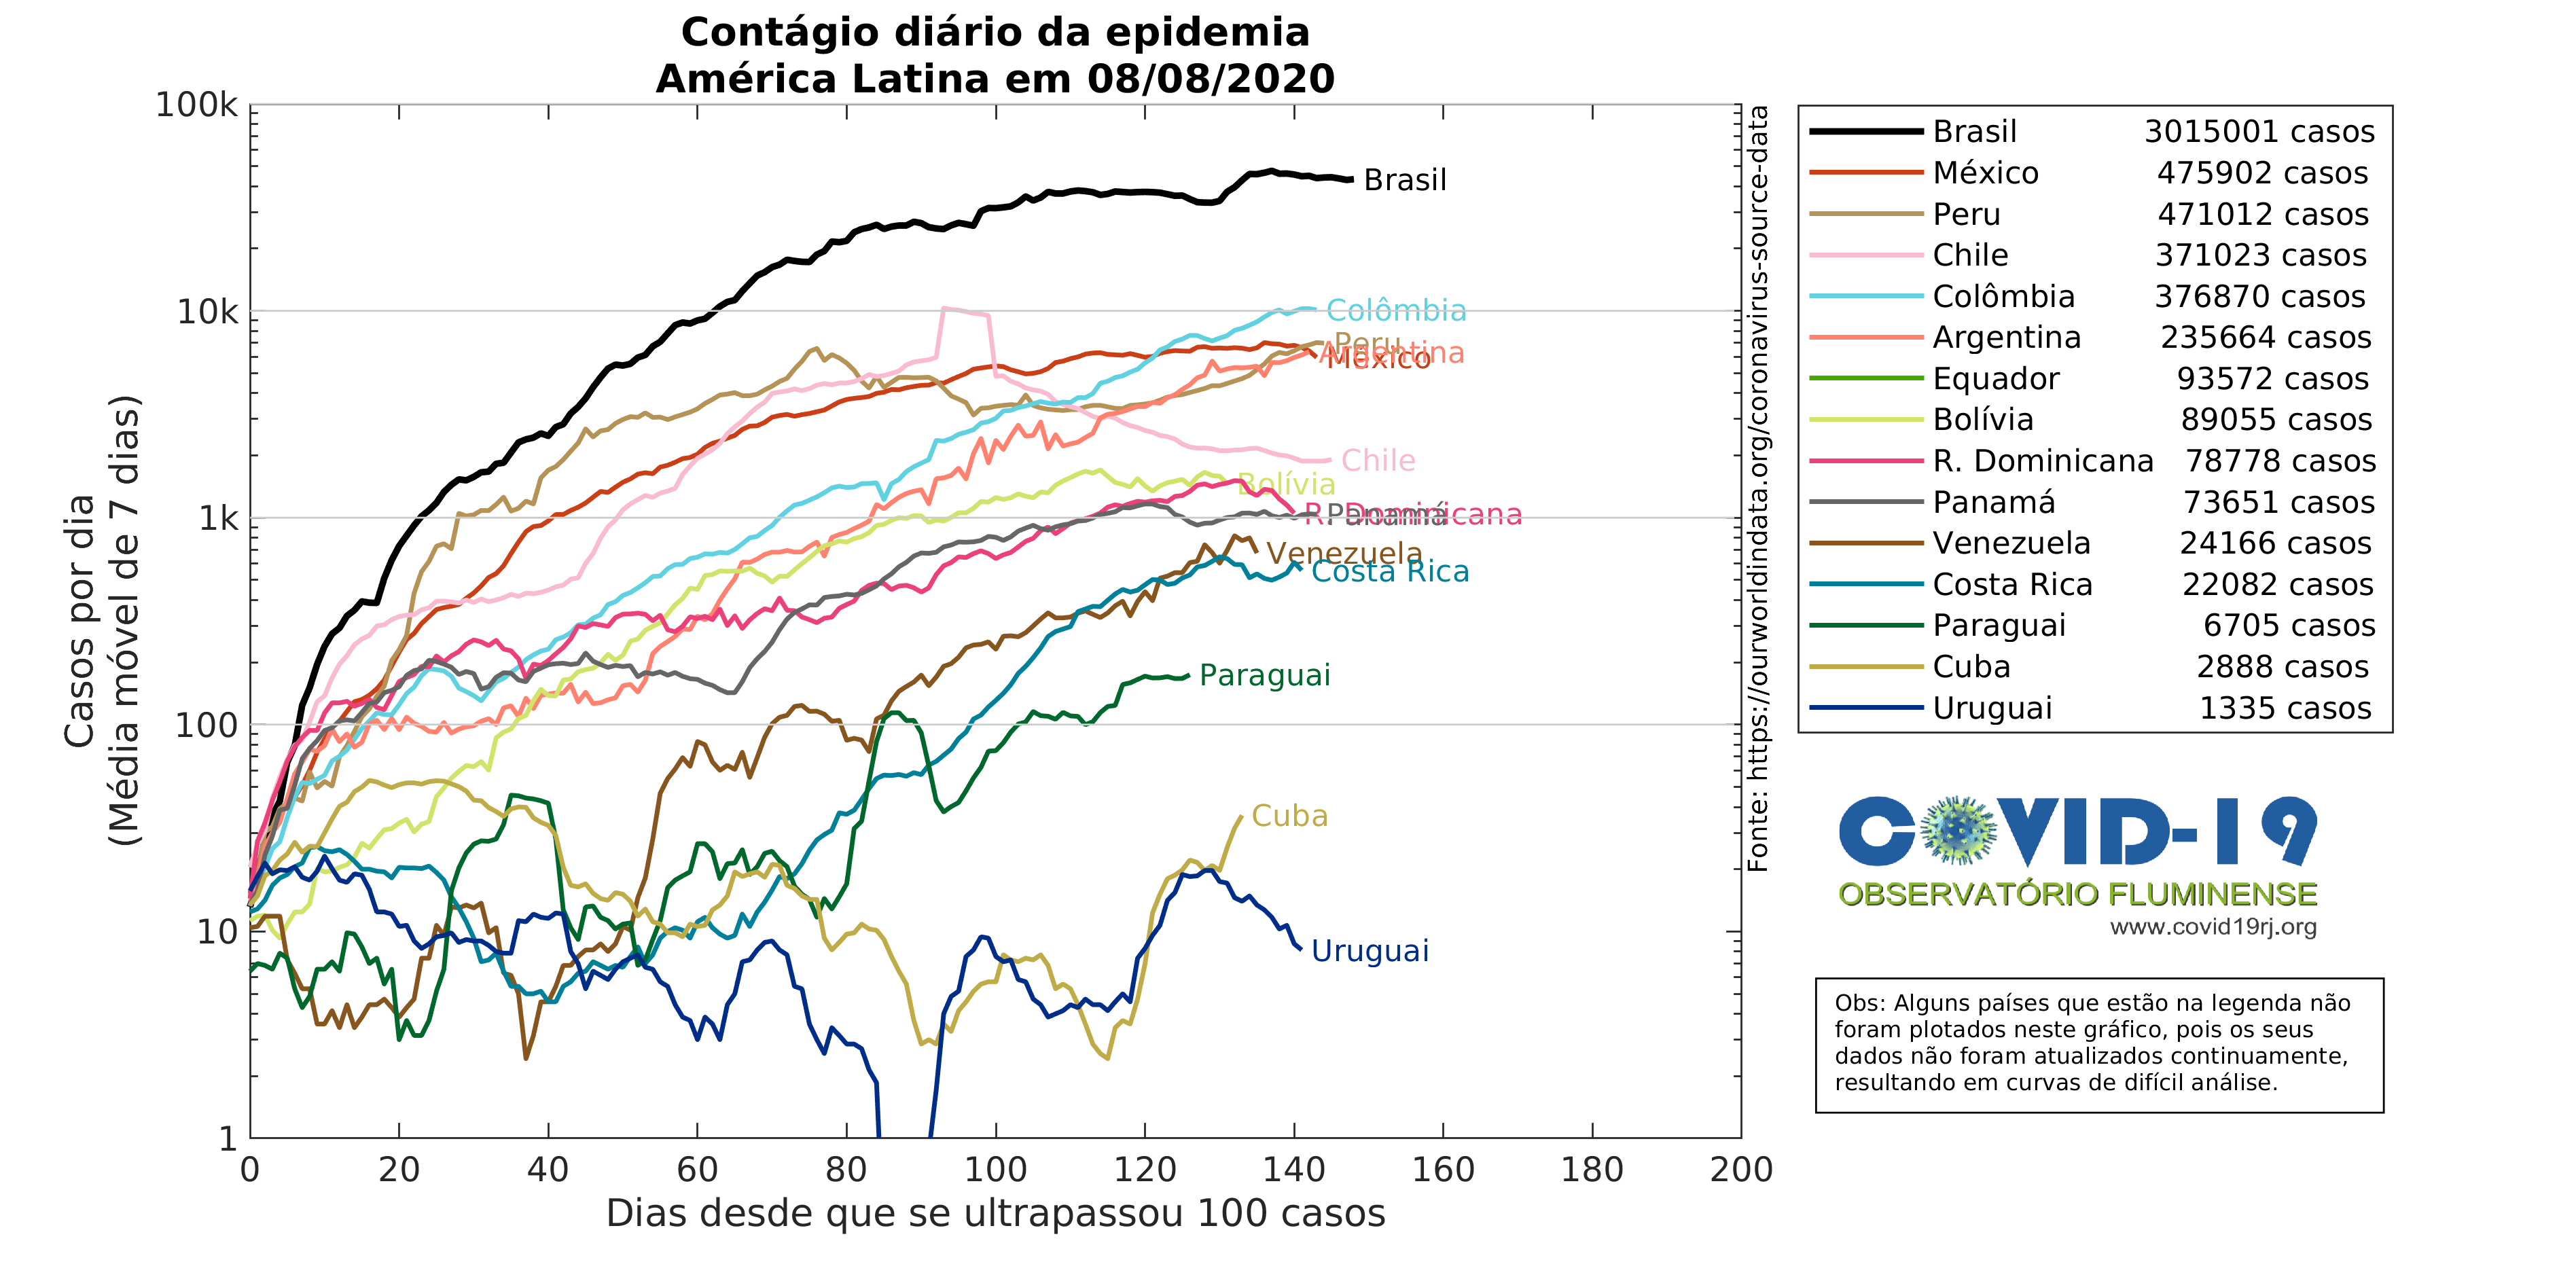 Contágio diário da epidemia
América Latina em 08/08/2020
Casos por dia
(Média móvel de 7 dias)
100k
10k
1k
100
10
1
0 20 40 60 80 100 120 140 160 180 200
Dias desde que se ultrapassou 100 casos
Brasil
Colômbia
Peru
Argentina
México
Chile
Bolívia
R. Dominicana
Panamá
Venezuela
Costa Rica
Paraguai
Cuba
Uruguai
Fonte: https://ourworldindata.org/coronavirus-source-data
Brasil 3015001 casos
México 475902 casos
Peru 471012 casos
Chile 371023 casos
Colômbia 376870 casos
Argentina 235664 casos
Equador 93572 casos
Bolívia 89055 casos
R. Dominicana 78778 casos
Panamá 73651 casos
Venezuela 24166 casos
Costa Rica 22082 casos
Paraguai 6705 casos
Cuba 2888 casos
Uruguai 1335 casos
COVID-19
OBSERVATÓRIO FLUMINENSE
www.covid19rj.org
Obs: Alguns países que estão na legenda não
foram plotados neste gráfico, pois os seus
dados não foram atualizados continuamente,
resultando em curvas de difícil análise.